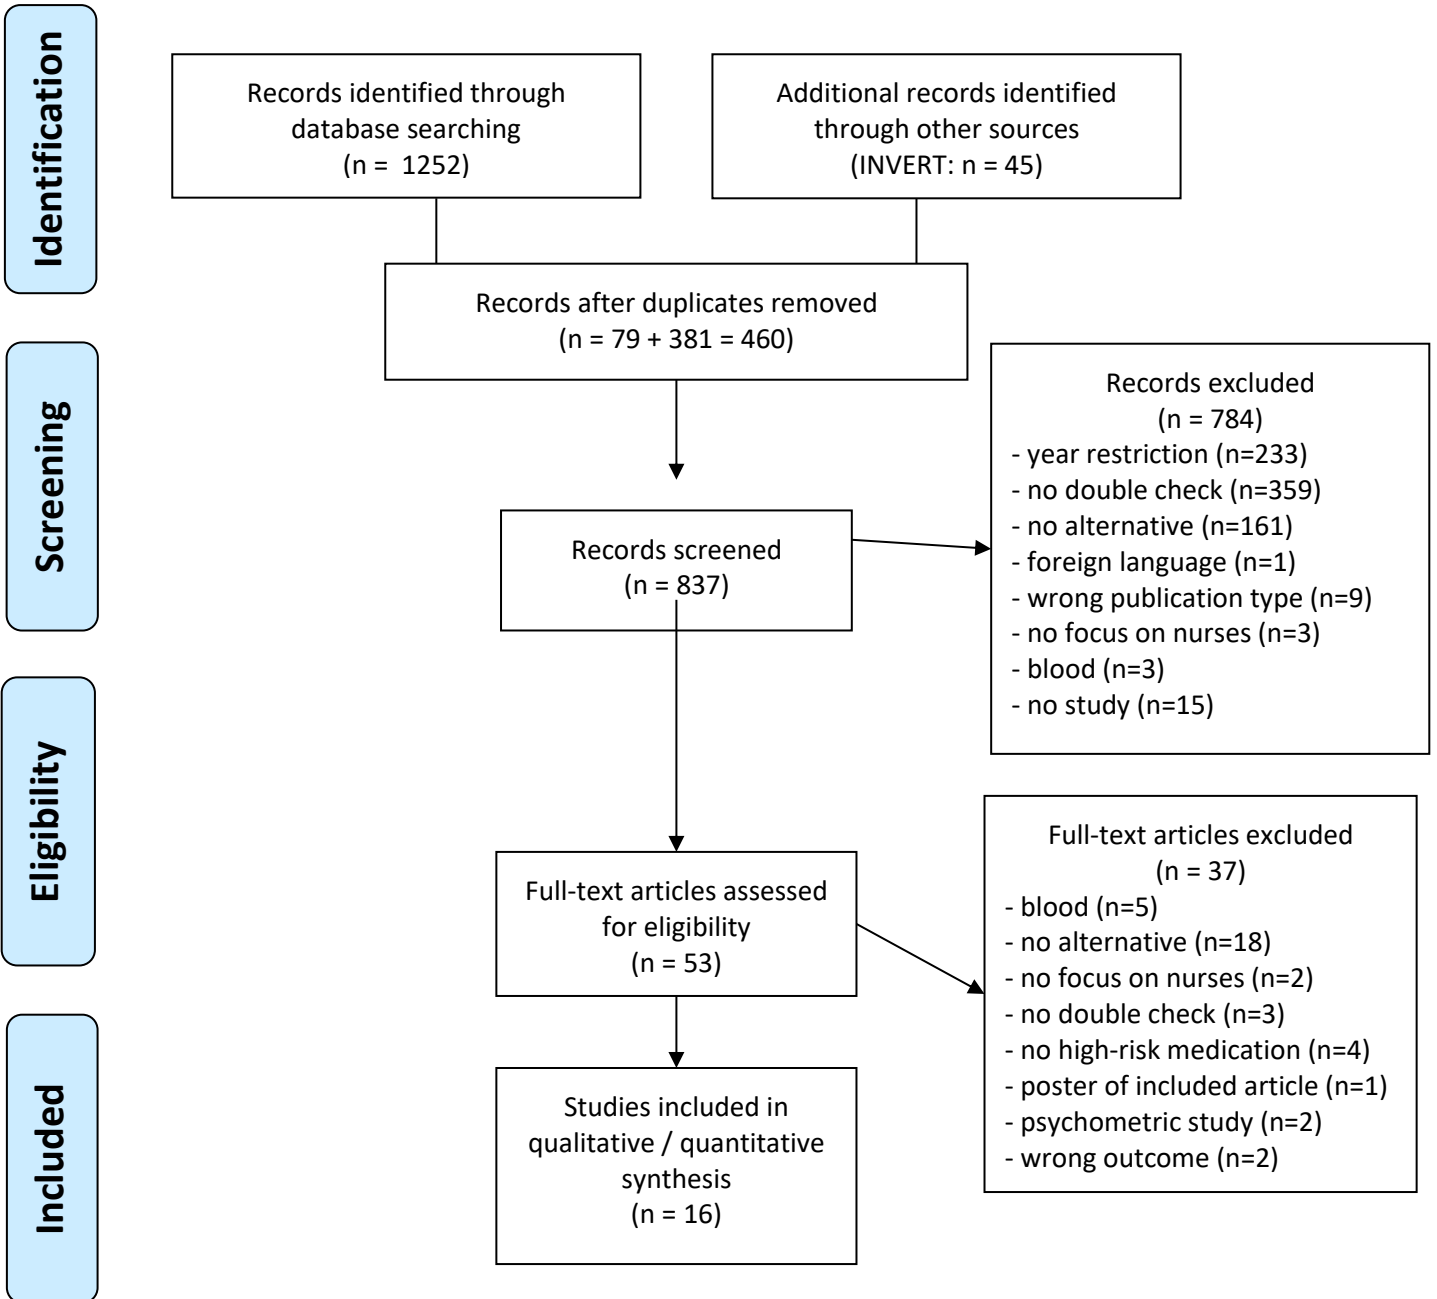 Identification
Records identified through
database searching
(n = 1252)
Additional records identified
through other sources
(INVERT: n = 45)
Records after duplicates removed
(n = 79 + 381 = 460)
Screening
Records screened
(n = 837)
Records excluded
(n = 784)
- year restriction (n=233)
- no double check (n=359)
- no alternative (n=161)
- foreign language (n=1)
- wrong publication type (n=9)
- no focus on nurses (n=3)
- blood (n=3)
- no study (n=15)
Eligibility
Full-text articles assessed
for eligibility
(n = 53)
Full-text articles excluded
(n = 37)
- blood (n=5)
- no alternative (n=18)
- no focus on nurses (n=2)
- no double check (n=3)
- no high-risk medication (n=4)
- poster of included article (n=1)
- psychometric study (n=2)
- wrong outcome (n=2)
Included
Studies included in
qualitative / quantitative
synthesis
(n = 16)